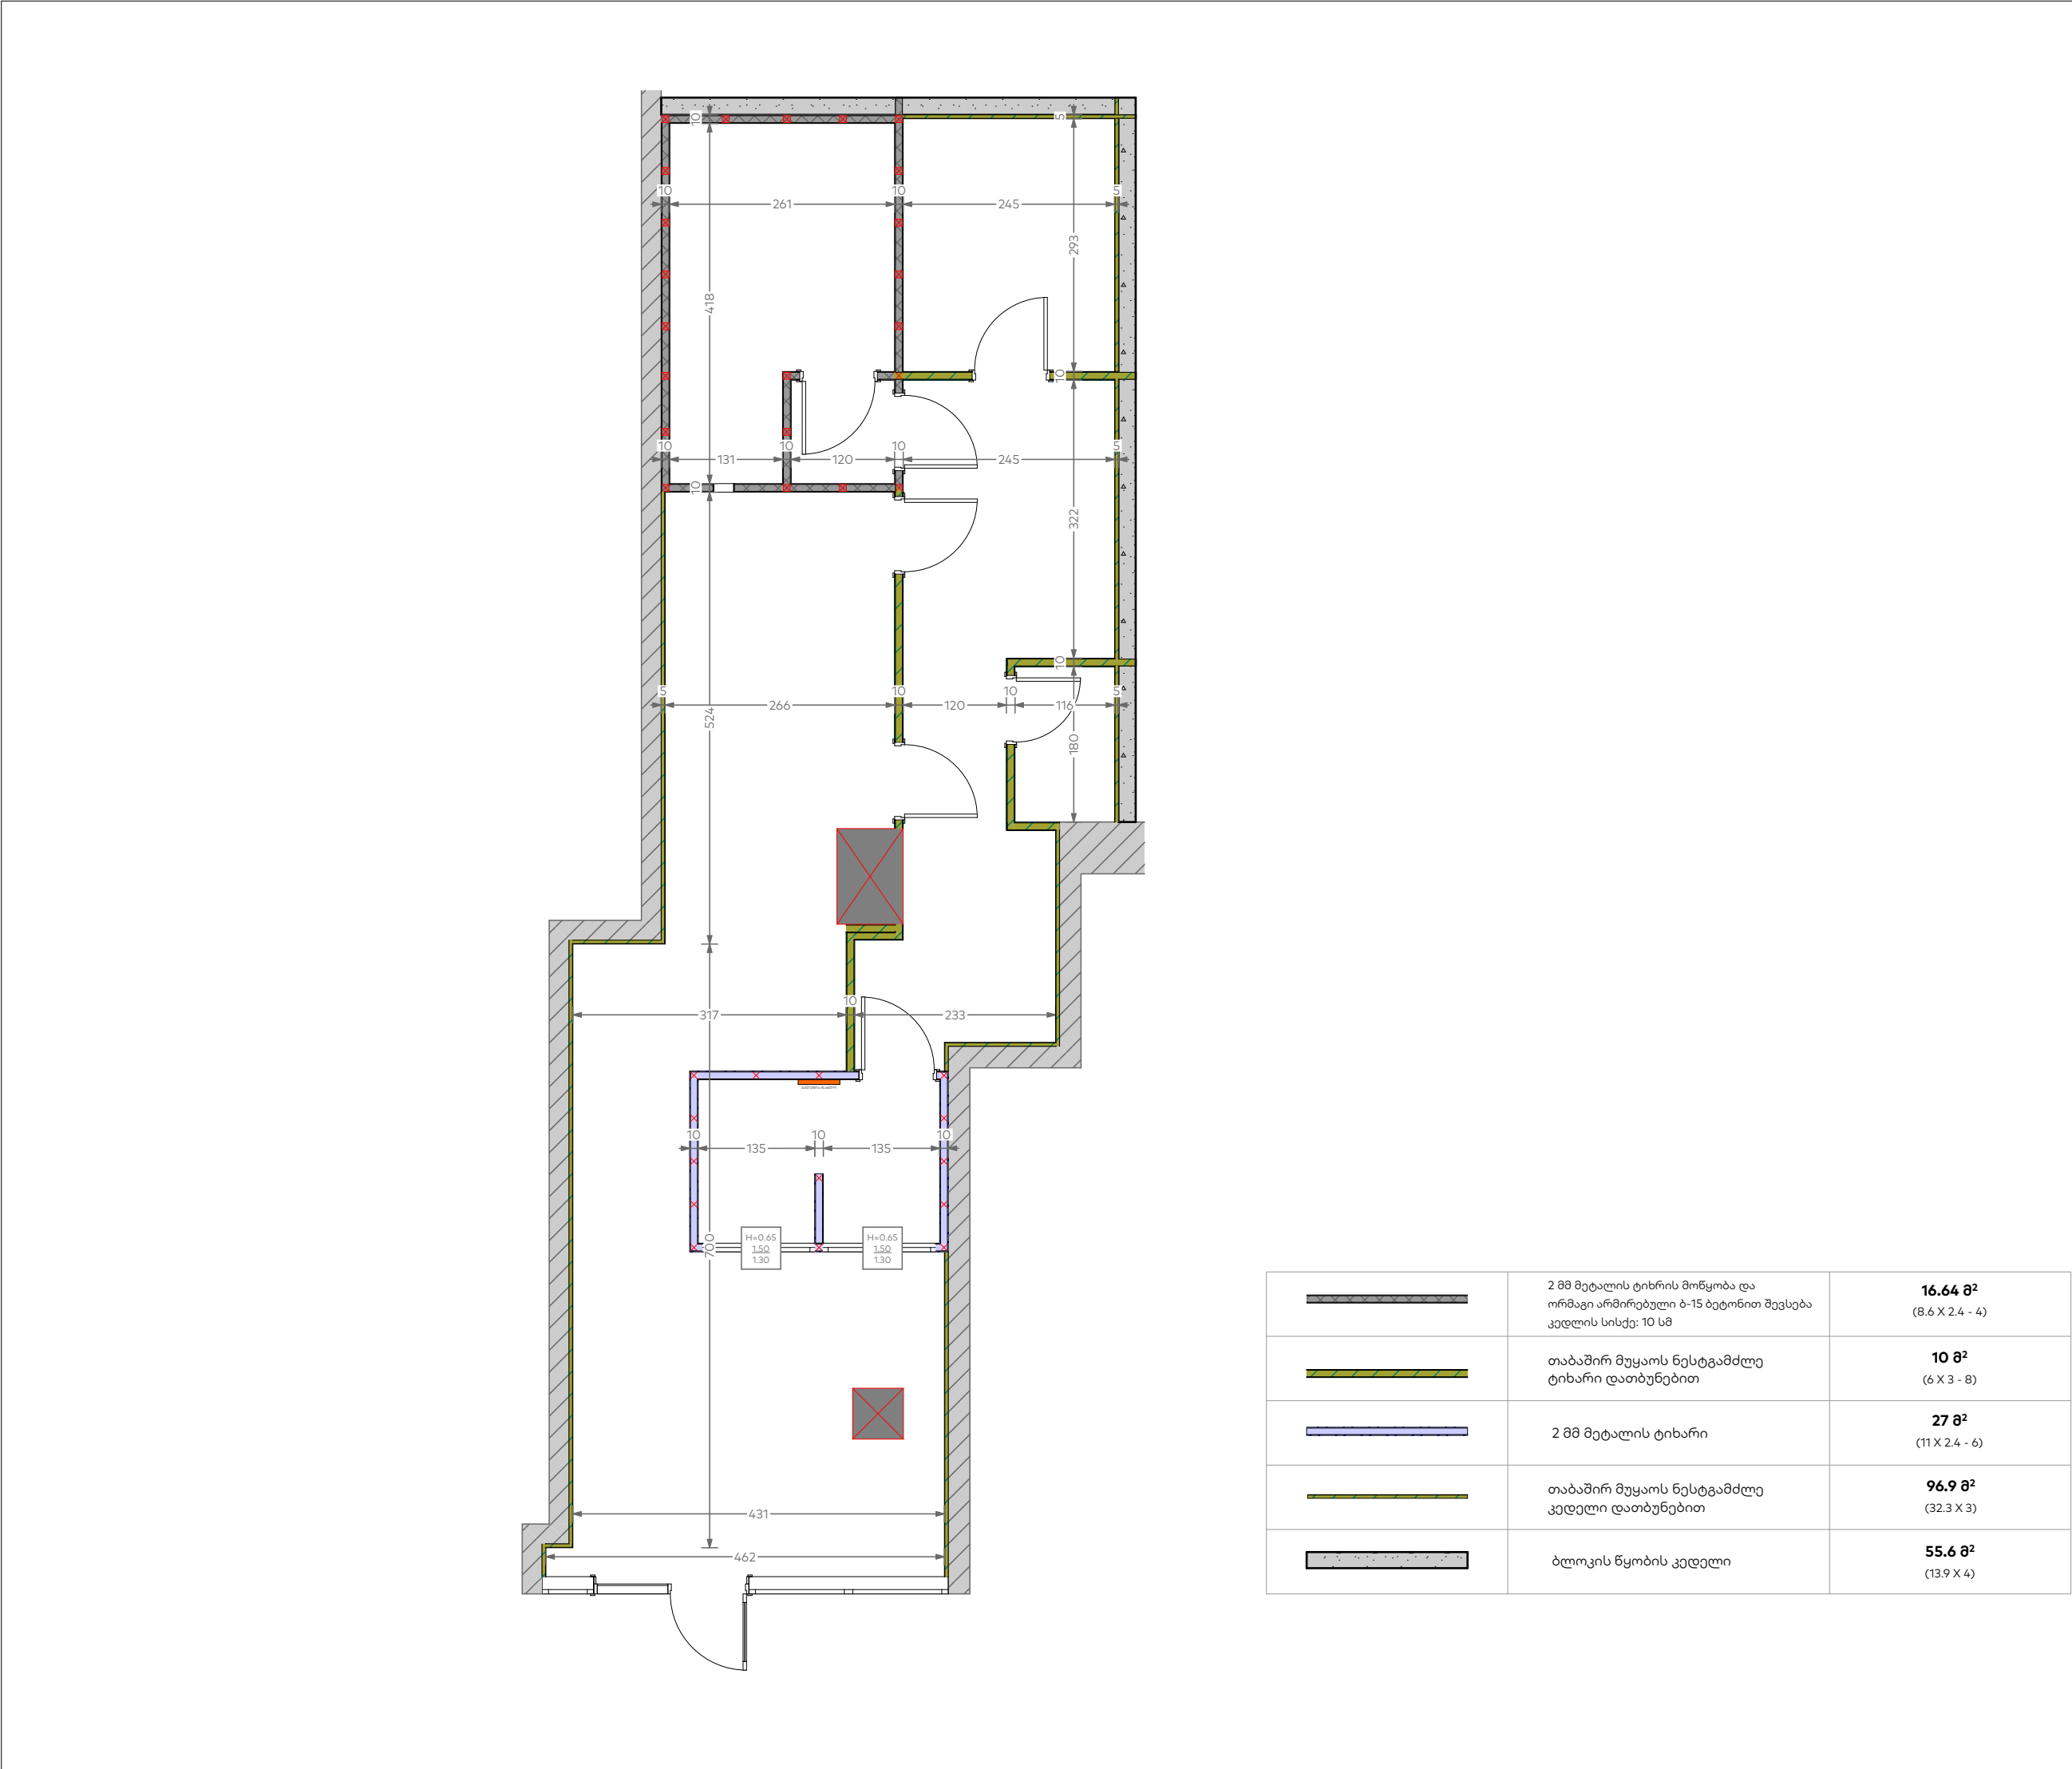 10
5
10
10
5
261
245
293
418
10
10
10
10
5
131
120
245
10
322
10
5
10
10
5
266
120
116
524
180
10
317
233
10
10
10
135
135
H=0.65
1.50
1.30
H=0.65
1.50
1.30
700
431
462
2 მმ მეტალის ტიხრის მოწყობა და
ორმაგი არმირებული ბ-15 ბეტონით შევსება
კედლის სისქე: 10 სმ
16.64 მ²
(8.6 X 2.4 - 4)
თაბაშირ მუყაოს ნესტგამძლე
ტიხარი დათბუნებით
10 მ²
(6 X 3 - 8)
2 მმ მეტალის ტიხარი
27 მ²
(11 X 2.4 - 6)
თაბაშირ მუყაოს ნესტგამძლე
კედელი დათბუნებით
96.9 მ²
(32.3 X 3)
ბლოკის წყობის კედელი
55.6 მ²
(13.9 X 4)